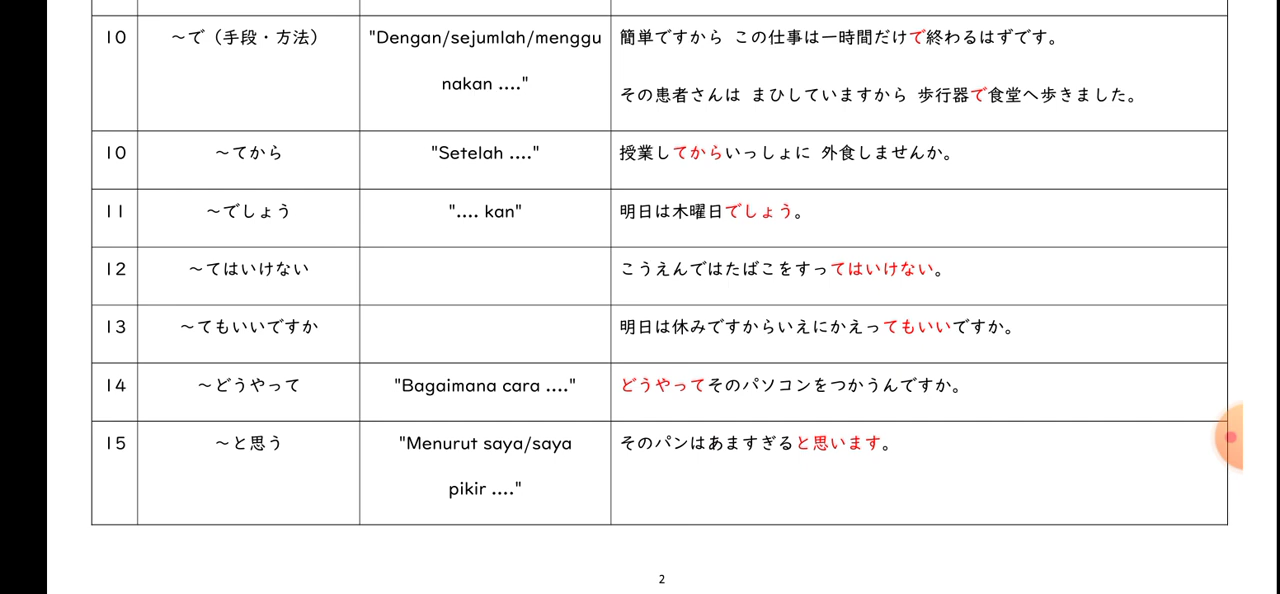 10 ～で（手段・方法） "Dengan/sejumlah/menggu 簡単ですから この仕事は一時間だけで終わるはずです。
nakan ...." その患者さんは まひしていますから 歩行器で食堂へ歩きました。
10 ～てから "Setelah ...." 授業してからいっしょに 外食しませんか。
11 ～でしょう ".... kan" 明日は木曜日でしょう。
12 ～てはいけない こうえんではたばこをすってはいけない。
13 ～てもいいですか 明日は休みですからいえにかえってもいいですか。
14 ～どうやって "Bagaimana cara ...." どうやってそのパソコンをつかうんですか。
15 ～と思う "Menurut saya/saya そのパンはあますぎると思います。
pikir ...."
2